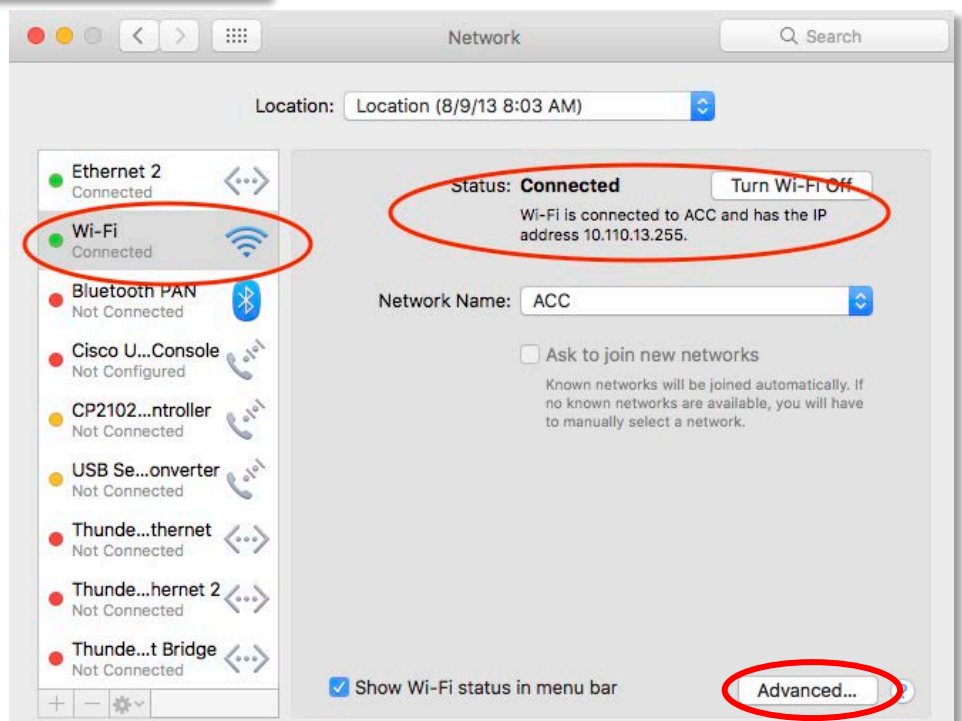 Network
Search
Location: Location (8/9/13 8:03 AM)
Ethernet 2
Connected
Wi-Fi
Connected
Bluetooth PAN
Not Connected
Cisco U...Console
Not Configured
CP2102...ntroller
Not Connected
USB Se...onverter
Not Connected
Thunde...thernet
Not Connected
Thunde...hernet 2
Not Connected
Thunde...t Bridge
Not Connected
Status: Connected
Turn Wi-Fi Off
Wi-Fi is connected to ACC and has the IP
address 10.110.13.255.
Network Name: ACC
Ask to join new networks
Known networks will be joined automatically. If
no known networks are available, you will have
to manually select a network.
Show Wi-Fi status in menu bar
Advanced...
?